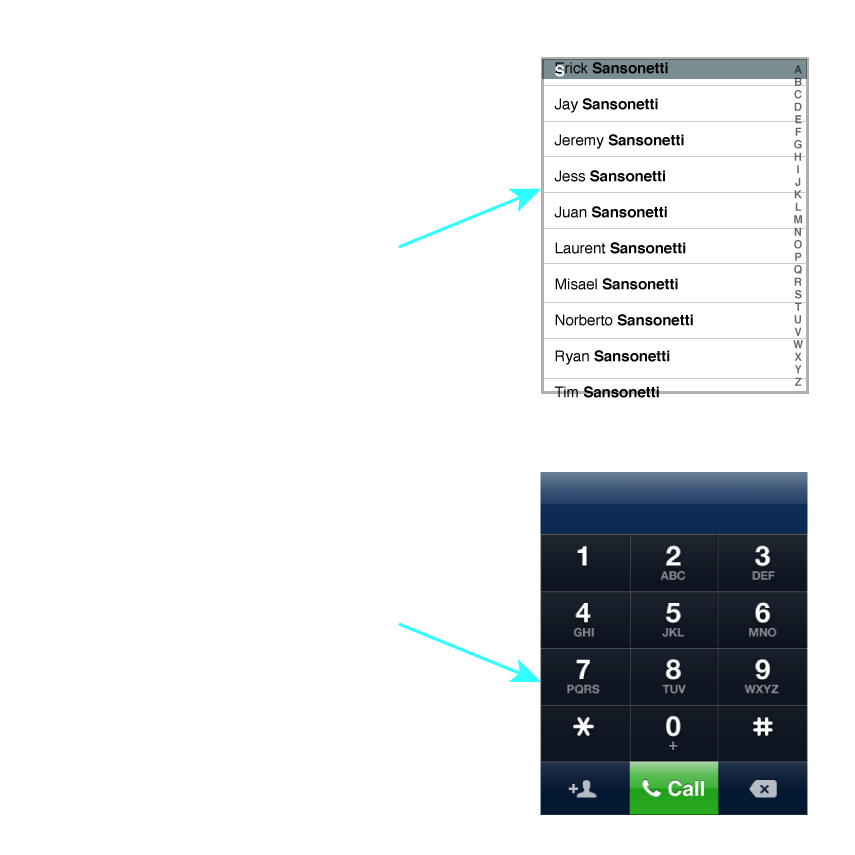 S
Erick Sansonetti
Jay Sansonetti
Jeremy Sansonetti
Jess Sansonetti
Juan Sansonetti
Laurent Sansonetti
Misael Sansonetti
Norberto Sansonetti
Ryan Sansonetti
Tim Sansonetti
A
B
C
D
E
F
G
H
I
J
K
L
M
N
O
P
Q
R
S
T
U
V
W
X
Y
Z
1 2 3
ABC DEF
4 5 6
GHI JKL MNO
7 8 9
PQRS TUV WXYZ
* 0 #
+
+ Call